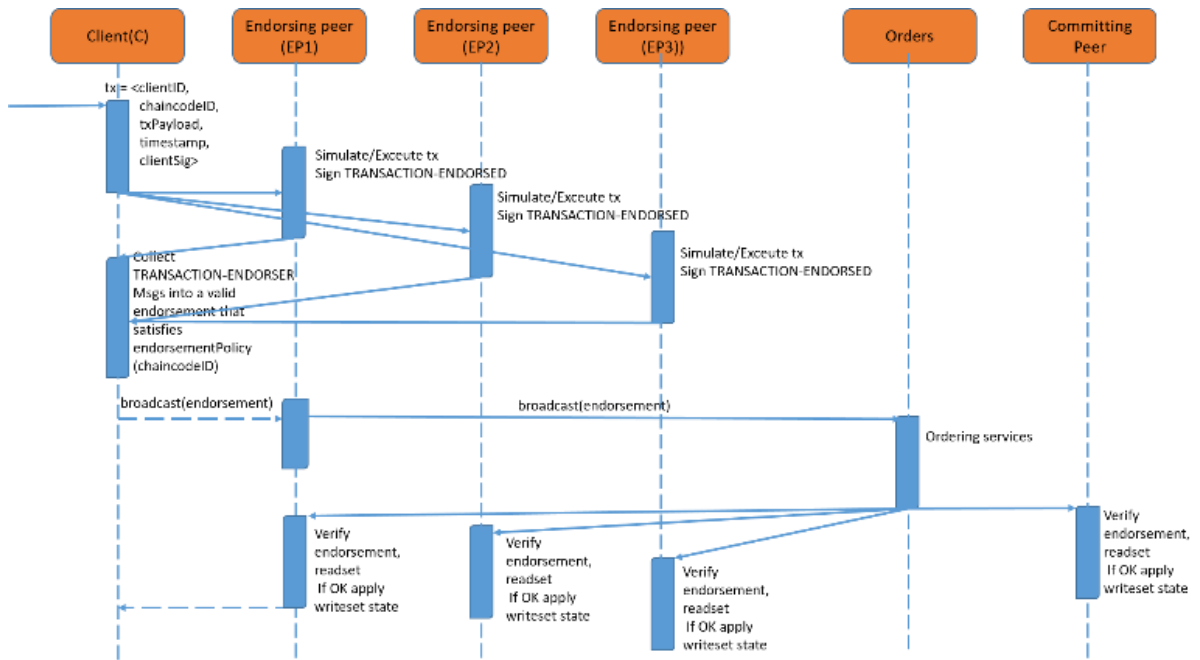 Client(C)
Endorsing peer
(EP1)
Endorsing peer
(EP2)
Endorsing peer
(EP3))
Orders
Committing
Peer
tx = <clientID,
chaincodeID,
txPayload,
timestamp,
clientSig>
Simulate/Exceute tx
Sign TRANSACTION-ENDORSED
Simulate/Exceute tx
Sign TRANSACTION-ENDORSED
Simulate/Exceute tx
Sign TRANSACTION-ENDORSED
Collect
TRANSACTION-ENDORSER
Msgs into a valid
endorsement that
satisfies
endorsementPolicy
(chaincodeID)
broadcast(endorsement)
broadcast(endorsement)
Ordering services
Verify
endorsement,
readset
If OK apply
writeset state
Verify
endorsement,
readset
If OK apply
writeset state
Verify
endorsement,
readset
If OK apply
writeset state
Verify
endorsement,
readset
If OK apply
writeset state